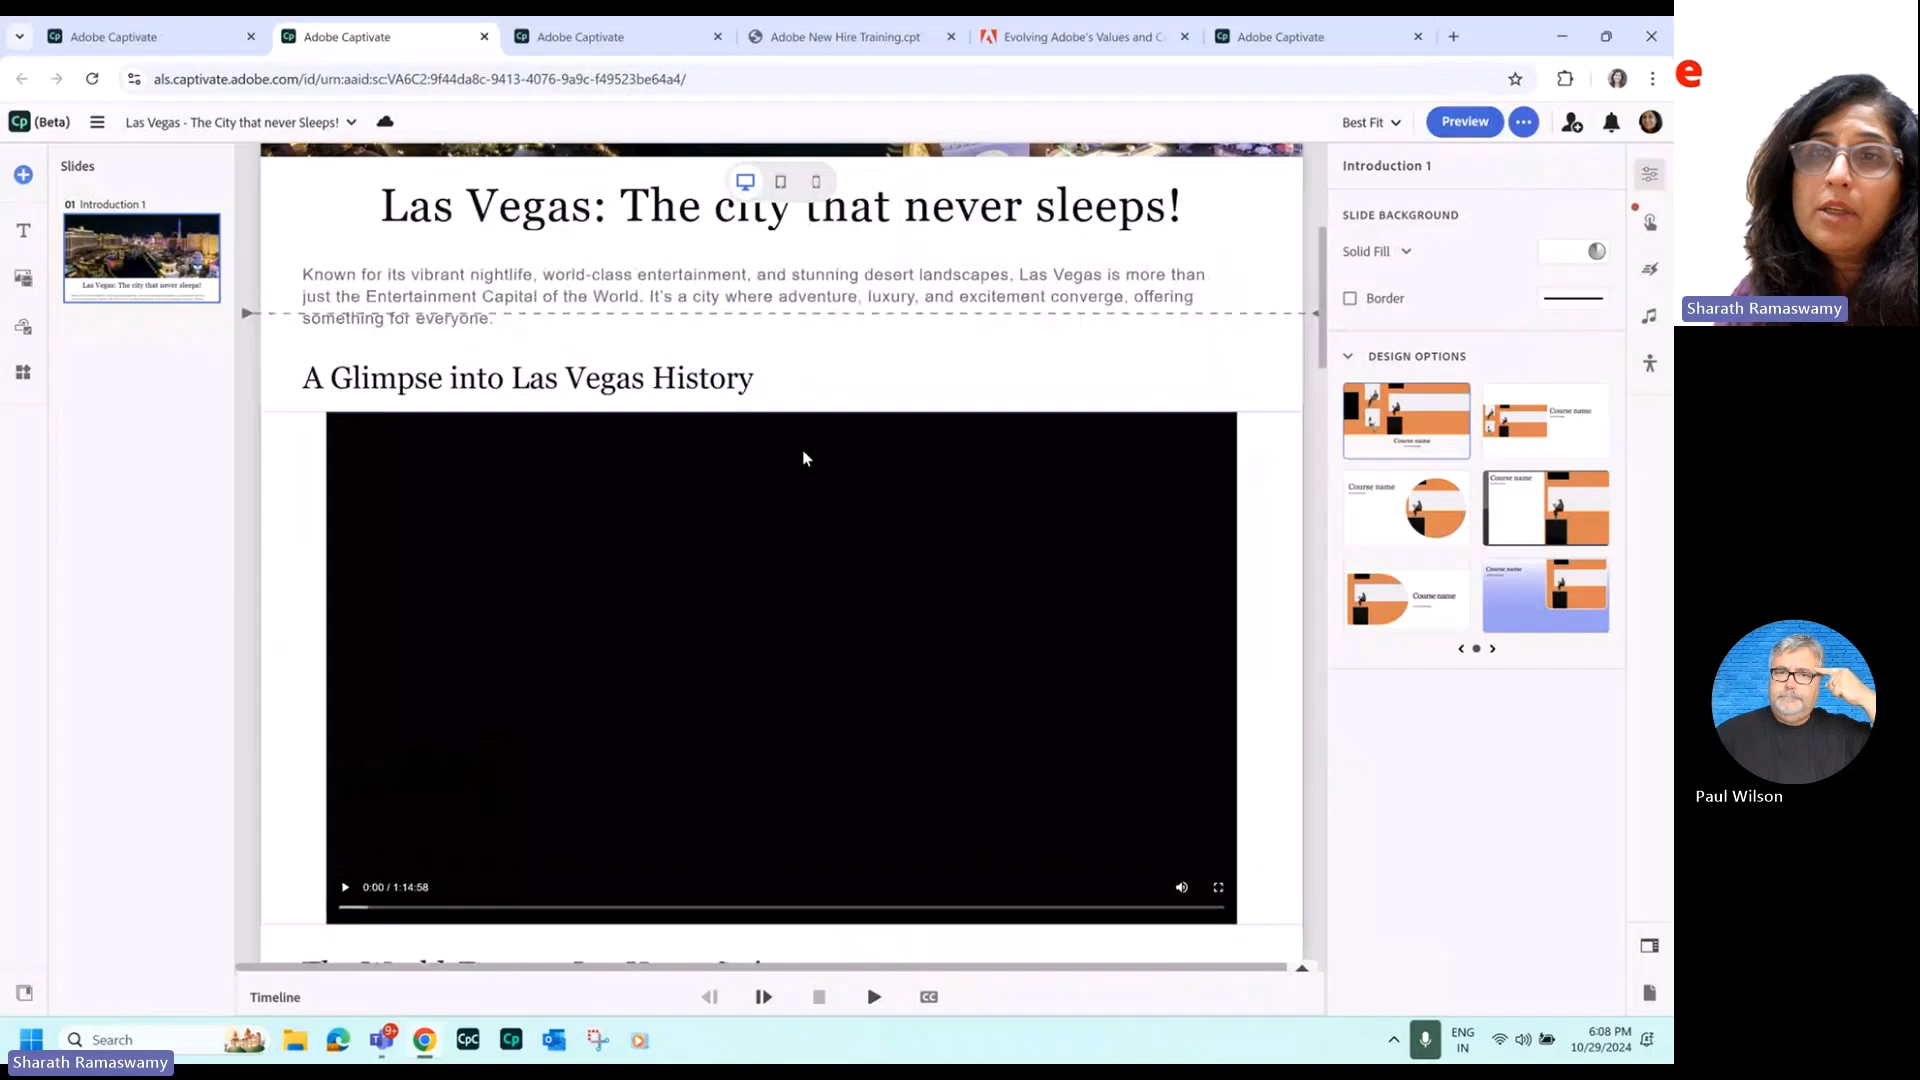 Adobe Captivate
Adobe Captivate
Adobe Captivate
Adobe New Hire Training.cpt
Evolving Adobe's Values and C
Adobe Captivate
als.captivate.adobe.com/id/urn:aaid:sc:VA6C2:9f44da8c-9413-4076-9a9c-f49523be64a4/
e
Cp (Beta)
Las Vegas - The City that never Sleeps!
Best Fit
Preview
Slides
01 Introduction 1
Las Vegas: The city that never sleeps!
Las Vegas: The city that never sleeps!
Known for its vibrant nightlife, world-class entertainment, and stunning desert landscapes, Las Vegas is more than
just the Entertainment Capital of the World. It's a city where adventure, luxury, and excitement converge, offering
something for everyone.
A Glimpse into Las Vegas History
0:00 / 1:14:58
Introduction 1
SLIDE BACKGROUND
Solid Fill
Border
DESIGN OPTIONS
Course name
Course name
Course name
Course name
Course name
Course name
Timeline
CC
Sharath Ramaswamy
Paul Wilson
Search
9+
CpC
Cp
ENG
IN
6:08 PM
10/29/2024
Sharath Ramaswamy